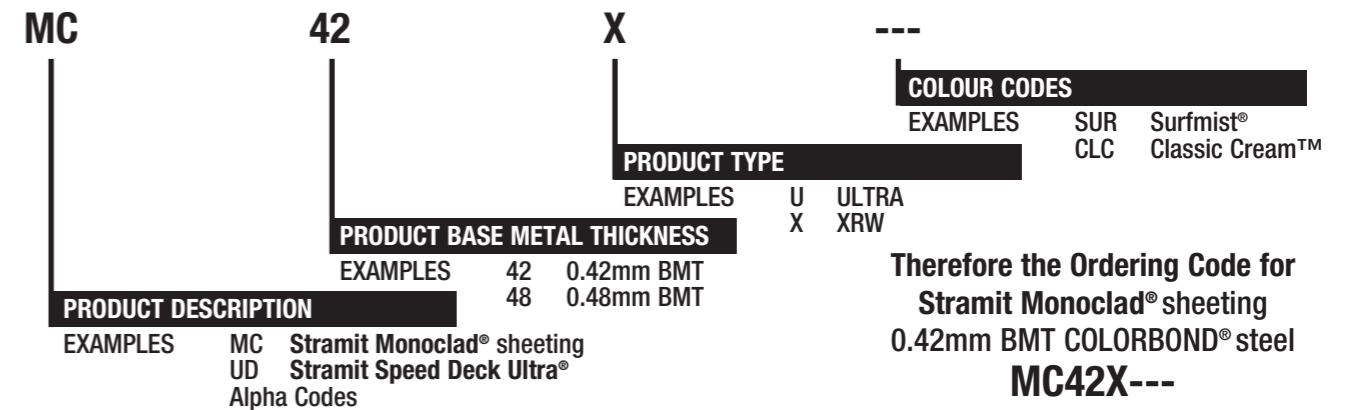 MC 42 X ---
COLOUR CODES
EXAMPLES SUR Surfmist®
CLC Classic Cream™
PRODUCT TYPE
EXAMPLES U ULTRA
X XRW
PRODUCT BASE METAL THICKNESS
EXAMPLES 42 0.42mm BMT
48 0.48mm BMT
PRODUCT DESCRIPTION
EXAMPLES MC Stramit Monoclad® sheeting
UD Stramit Speed Deck Ultra®
Alpha Codes
Therefore the Ordering Code for
Stramit Monoclad® sheeting
0.42mm BMT COLORBOND® steel
MC42X---